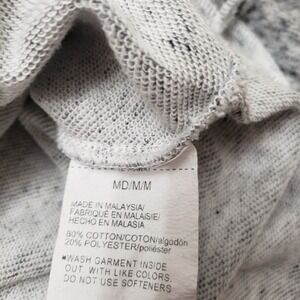 MD/M/M
MADE IN MALAYSIA/
FABRIQUÉ EN MALAISIE/
HECHO EN MALASIA
80% COTTON/COTON/algodón
20% POLYESTER/poliéster
*WASH GARMENT INSIDE
OUT. WITH LIKE COLORS.
DO NOT USE SOFTENERS